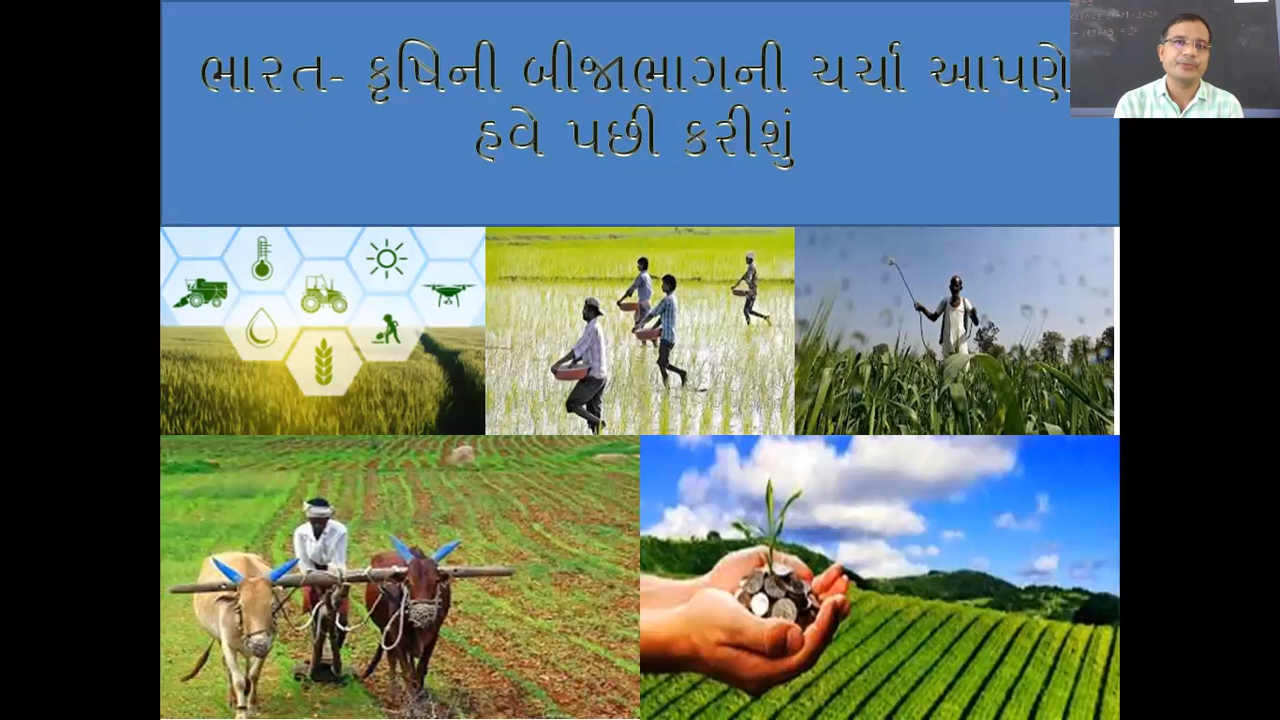 ભારત- કૃષિની બીજાભાગની ચર્ચા આપણે
હવે પછી કરીશું